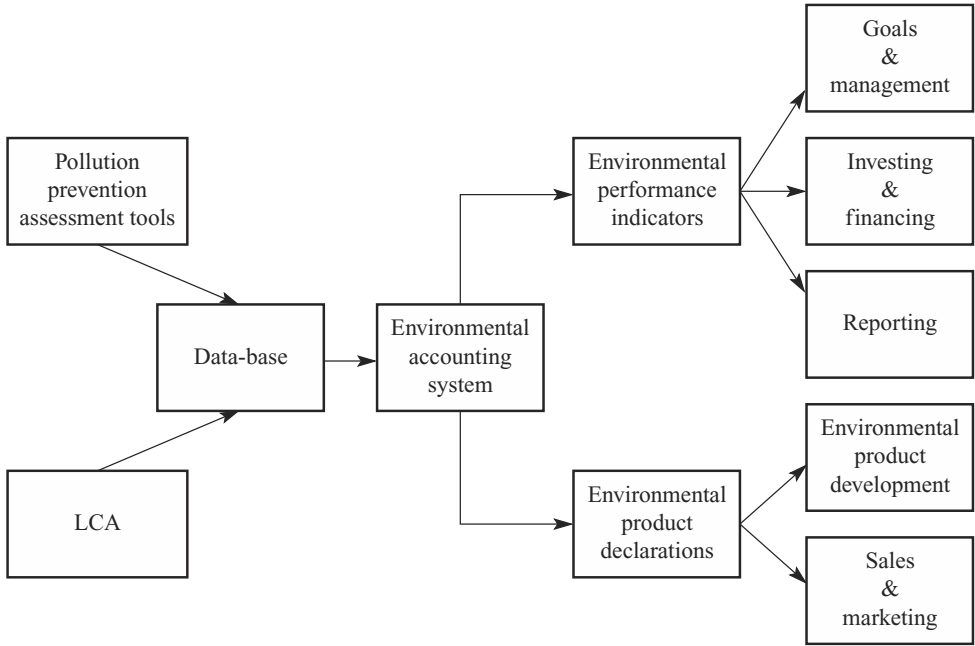 Pollution
prevention
assessment tools
LCA
Data-base
Environmental
accounting
system
Environmental
performance
indicators
Environmental
product
declarations
Goals
&
management
Investing
&
financing
Reporting
Environmental
product
development
Sales
&
marketing